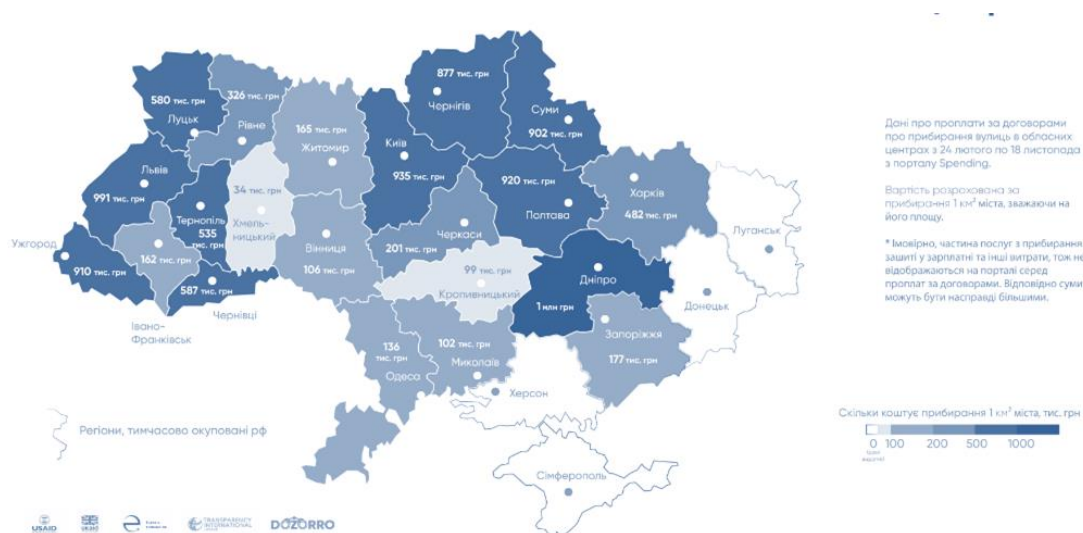 877 тис. грн
Чернігів
580 тис. грн
Луцьк
326 тис. грн
Рівне
165 тис. грн
Житомир
Київ
935 тис. грн
Суми
902 тис. грн
Львів
991 тис. грн
34 тис. грн
Хмель-
ницький
Тернопіль
535
тис. грн
920 тис. грн
Полтава
Харків
482 тис. грн
Луганськ
Ужгород
910 тис. грн
162 тис. грн
Івано-
Франківськ
587 тис. грн
Чернівці
Вінниця
106 тис. грн
Черкаси
201 тис. грн
99 тис. грн
Кропивницький
Дніпро
1 млн грн
Донецьк
Запоріжжя
177 тис. грн
136
тис. грн
Одеса
102 тис. грн
Миколаїв
Херсон
Сімферополь
Регіони, тимчасово окуповані рф
Дані про проплати за договорами
про прибирання вулиць в обласних
центрах з 24 лютого по 18 листопада
з порталу Spending.
Вартість розрахована за
прибирання 1 км² міста, зважаючи на
його площу.
* Імовірно, частина послуг з прибирання
зашиті у зарплатні та інші витрати, тож не
відображаються на порталі серед
проплат за договорами. Відповідно суми
можуть бути насправді більшими.
Скільки коштує прибирання 1 км² міста, тис. грн
0 100 200 500 1000
USAID
UKAID
TRANSPARENCY
INTERNATIONAL
DOZORRO